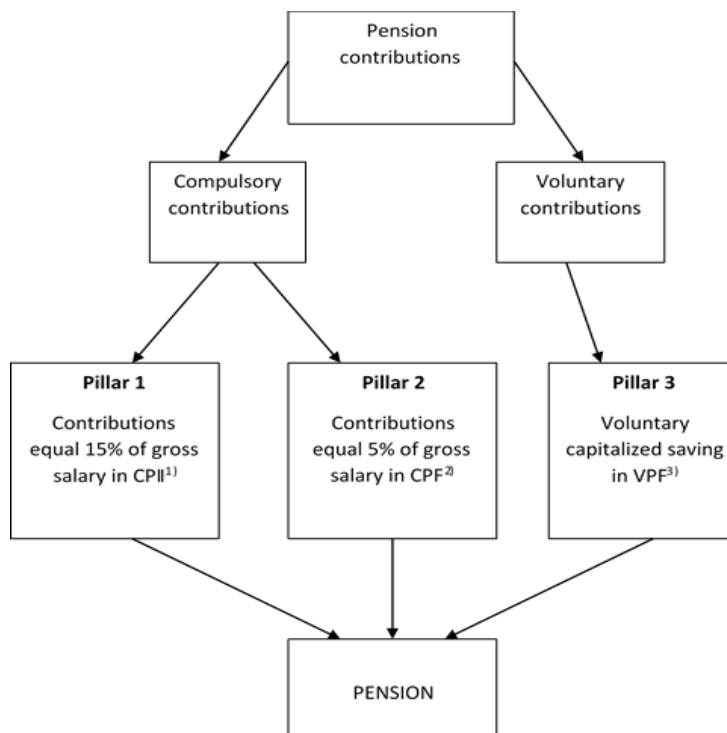 Pension
contributions
Compulsory
contributions
Voluntary
contributions
Pillar 1
Contributions
equal 15% of gross
salary in CPII1)
Pillar 2
Contributions
equal 5% of gross
salary in CPF2)
Pillar 3
Voluntary
capitalized saving
in VPF3)
PENSION